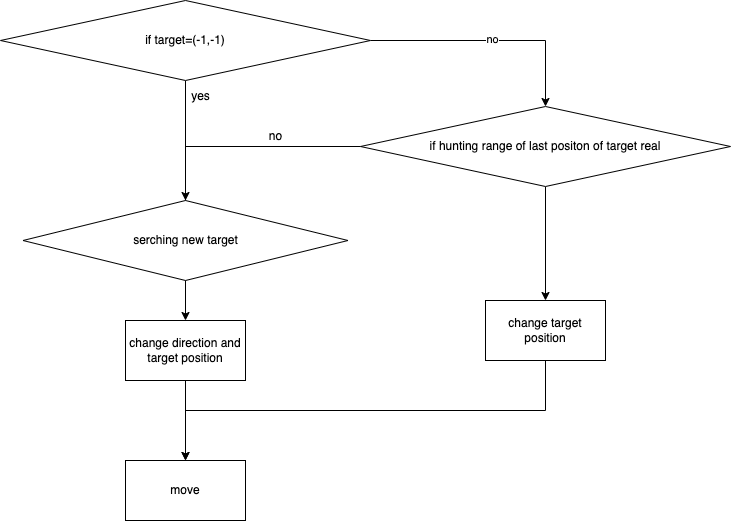 if target=(-1,-1)
no
yes
no
if hunting range of last positon of target real
serching new target
change direction and
target position
change target
position
move